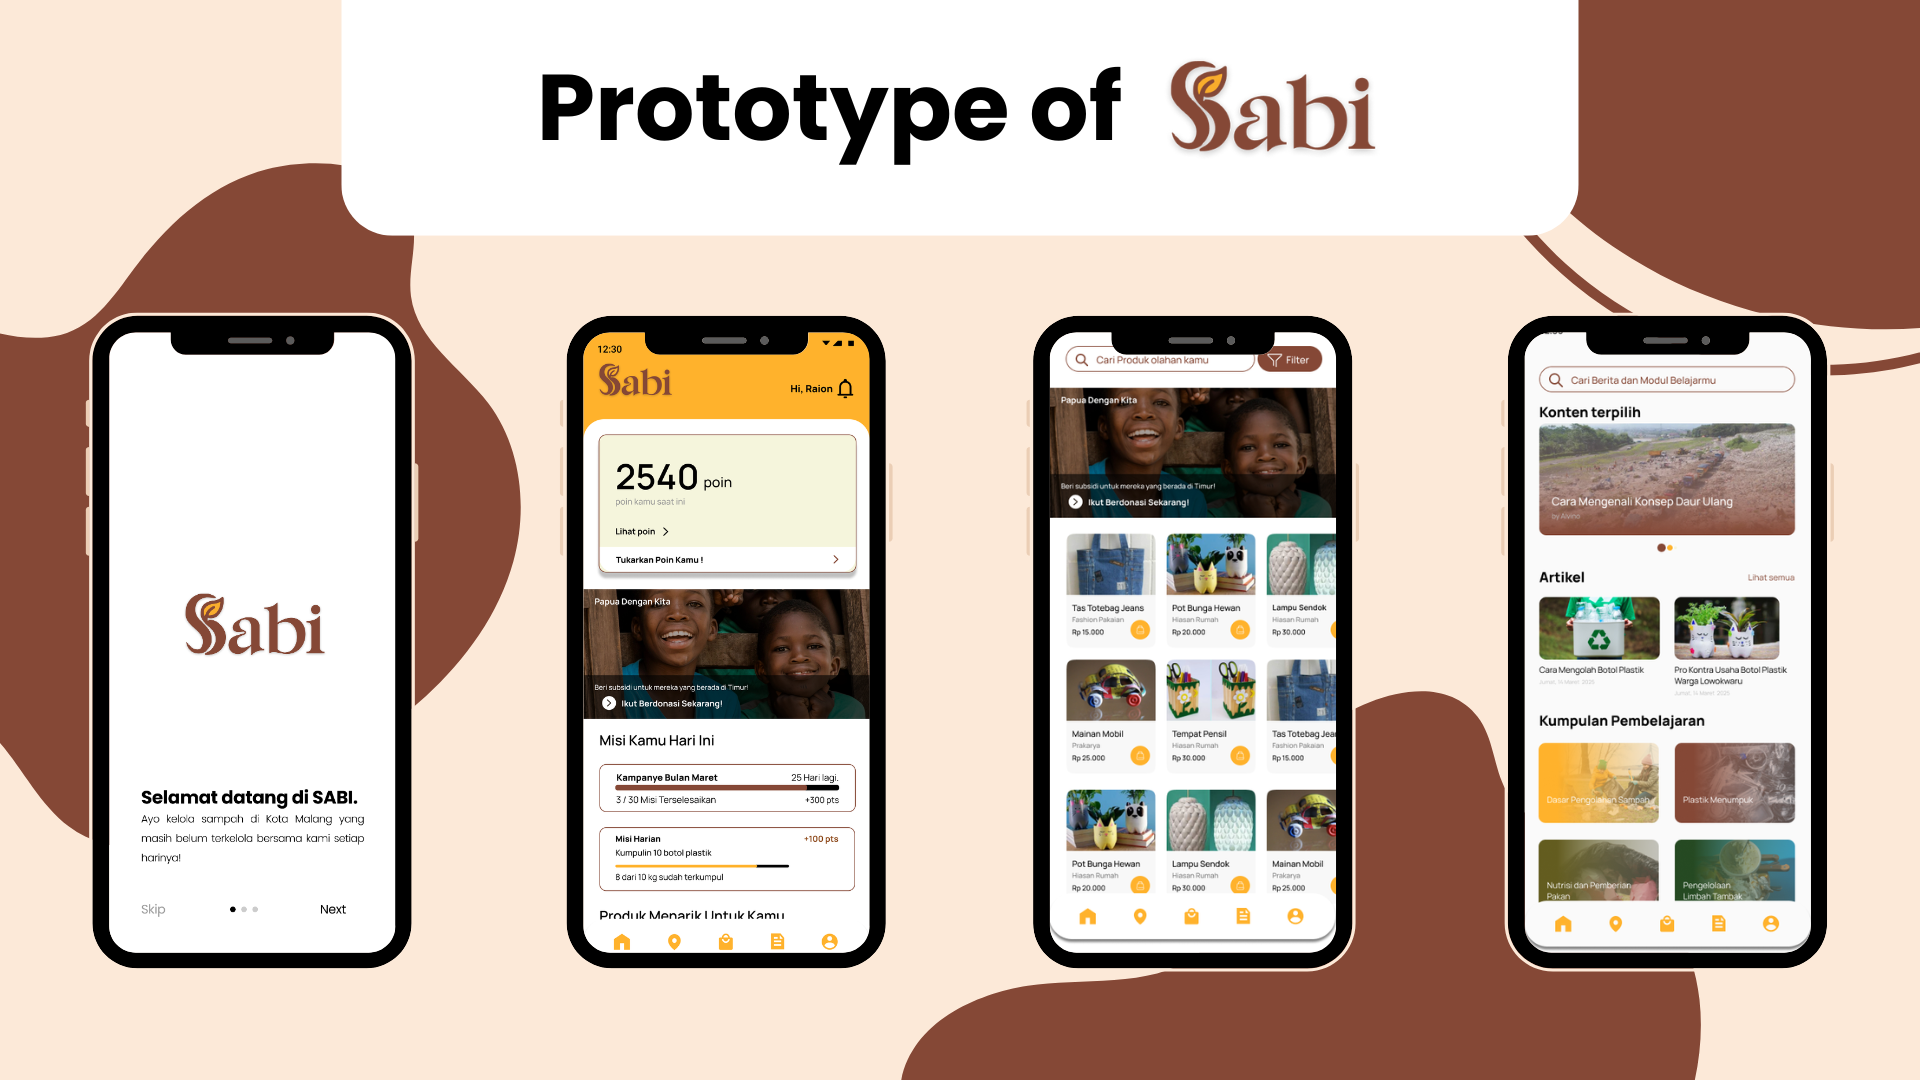 Prototype of Sabi
Sabi
Selamat datang di SABI.
Ayo kelola sampah di Kota Malang yang
masih belum terkelola bersama kami setiap
harinya!
Skip
Next
12:30
Sabi
Hi, Raion
2540 poin
poin kamu saat ini
Lihat poin
Tukarkan Poin Kamu !
Papua Dengan Kita
Beri subsidi untuk mereka yang berada di Timur!
Ikut Berdonasi Sekarang!
Misi Kamu Hari Ini
Kampanye Bulan Maret 25 Hari lagi.
3 / 30 Misi Terselesaikan +300 pts
Misi Harian +100 pts
Kumpulin 10 botol plastik
8 dari 10 kg sudah terkumpul
Produk Menarik Untuk Kamu
Cari Produk olahan kamu
Filter
Papua Dengan Kita
Beri subsidi untuk mereka yang berada di Timur!
Ikut Berdonasi Sekarang!
Tas Totebag Jeans
Fashion Pakaian
Rp 15.000
Pot Bunga Hewan
Hiasan Rumah
Rp 20.000
Lampu Sendok
Hiasan Rumah
Rp 30.000
Mainan Mobil
Prakarya
Rp 25.000
Tempat Pensil
Hiasan Rumah
Rp 30.000
Tas Totebag Jea
Fashion Pakaian
Rp 15.000
Pot Bunga Hewan
Hiasan Rumah
Rp 20.000
Lampu Sendok
Hiasan Rumah
Rp 30.000
Mainan Mobil
Prakarya
Rp 25.000
Cari Berita dan Modul Belajarmu
Konten terpilih
Cara Mengenali Konsep Daur Ulang
by Alvino
Artikel
Lihat semua
Cara Mengolah Botol Plastik
Jumat, 14 Maret 2025
Pro Kontra Usaha Botol Plastik
Warga Lowokwaru
Jumat, 14 Maret 2025
Kumpulan Pembelajaran
Dasar Pengolahan Sampah
Plastik Menumpuk
Nutrisi dan Pemberian
Pakan
Pengelolaan
Limbah Tambak